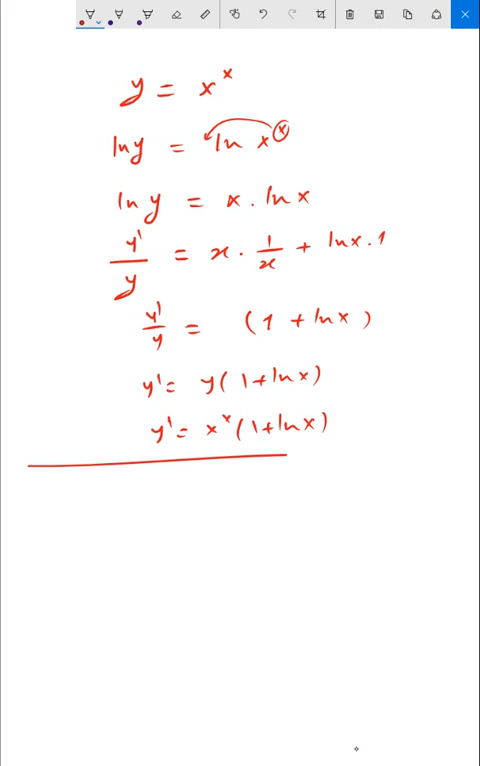 y = x^x
ln y = ln x^x
ln y = x . ln x
y'/y = x . 1/x + ln x . 1
y'/y = (1 + ln x)
y' = y(1 + ln x)
y' = x^x (1 + ln x)